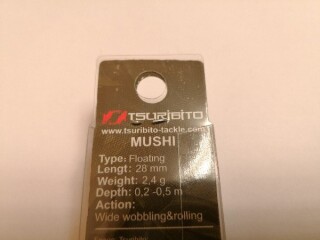 TSURIBITO
www.tsuribito-tackle.com
MUSHI
Type: Floating
Lengt: 28 mm
Weight: 2,4 g
Depth: 0,2 -0,5 m
Action:
Wide wobbling&rolling